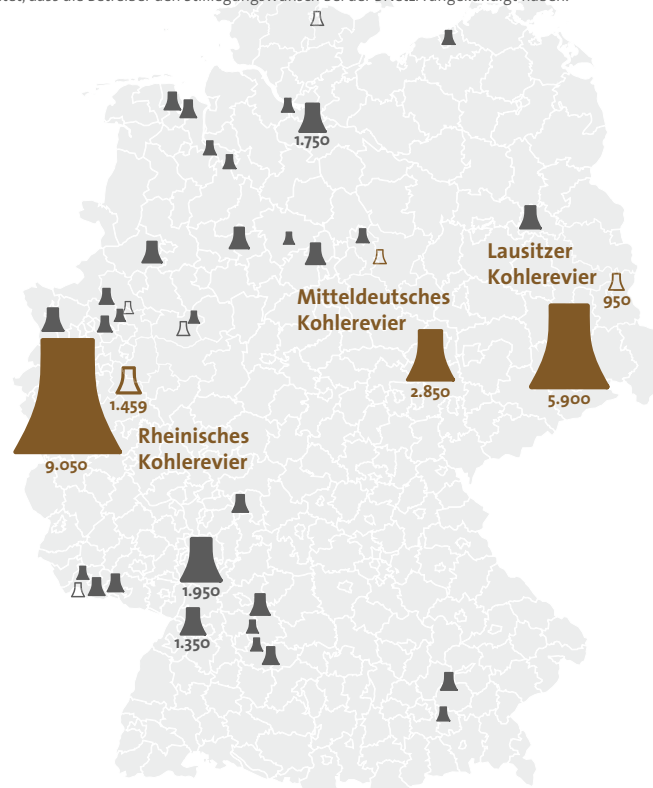 1.750
Lausitzer
Kohlerevier
950
Mitteldeutsches
Kohlerevier
2.850
5.900
1.459
9.050
Rheinisches
Kohlerevier
1.950
1.350